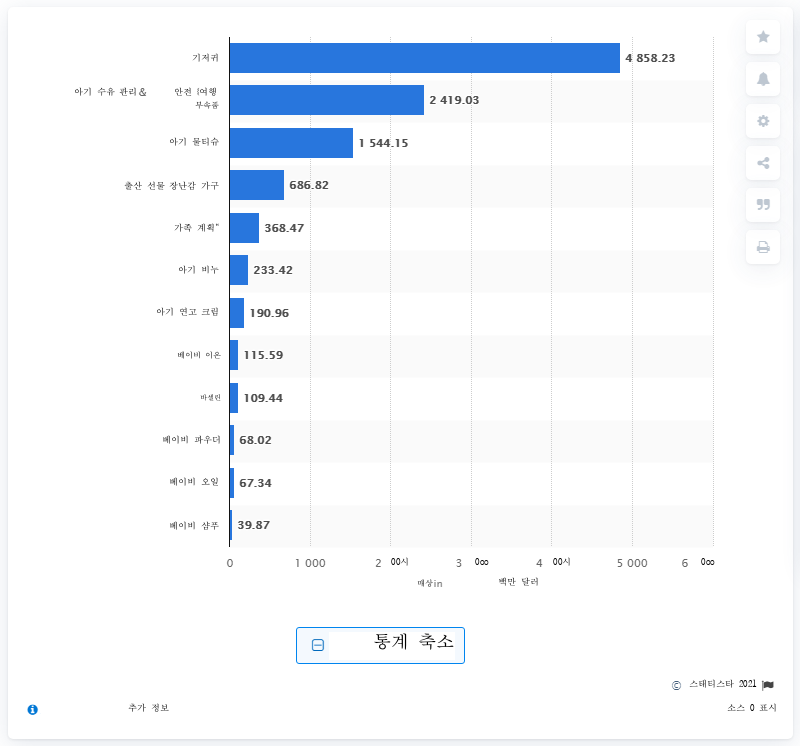 기저귀
4 858.23
아기 수유 관리& 안전 (여행
부속품
2 419.03
아기 물티슈
1 544.15
출산 선물 장난감 가구
686.82
가족 계획"
368.47
아기 비누
233.42
아기 연고 크림
190.96
베이비 이온
115.59
바셀린
109.44
베이비 파우더
68.02
베이비 오일
67.34
베이비 샴푸
39.87
0 1 000 2 00시 3 0∞ 4 00시 5 000 6 0∞
매상in 백만 달러
통계 축소
© 스태티스타 2021
추가 정보 소스 0 표시